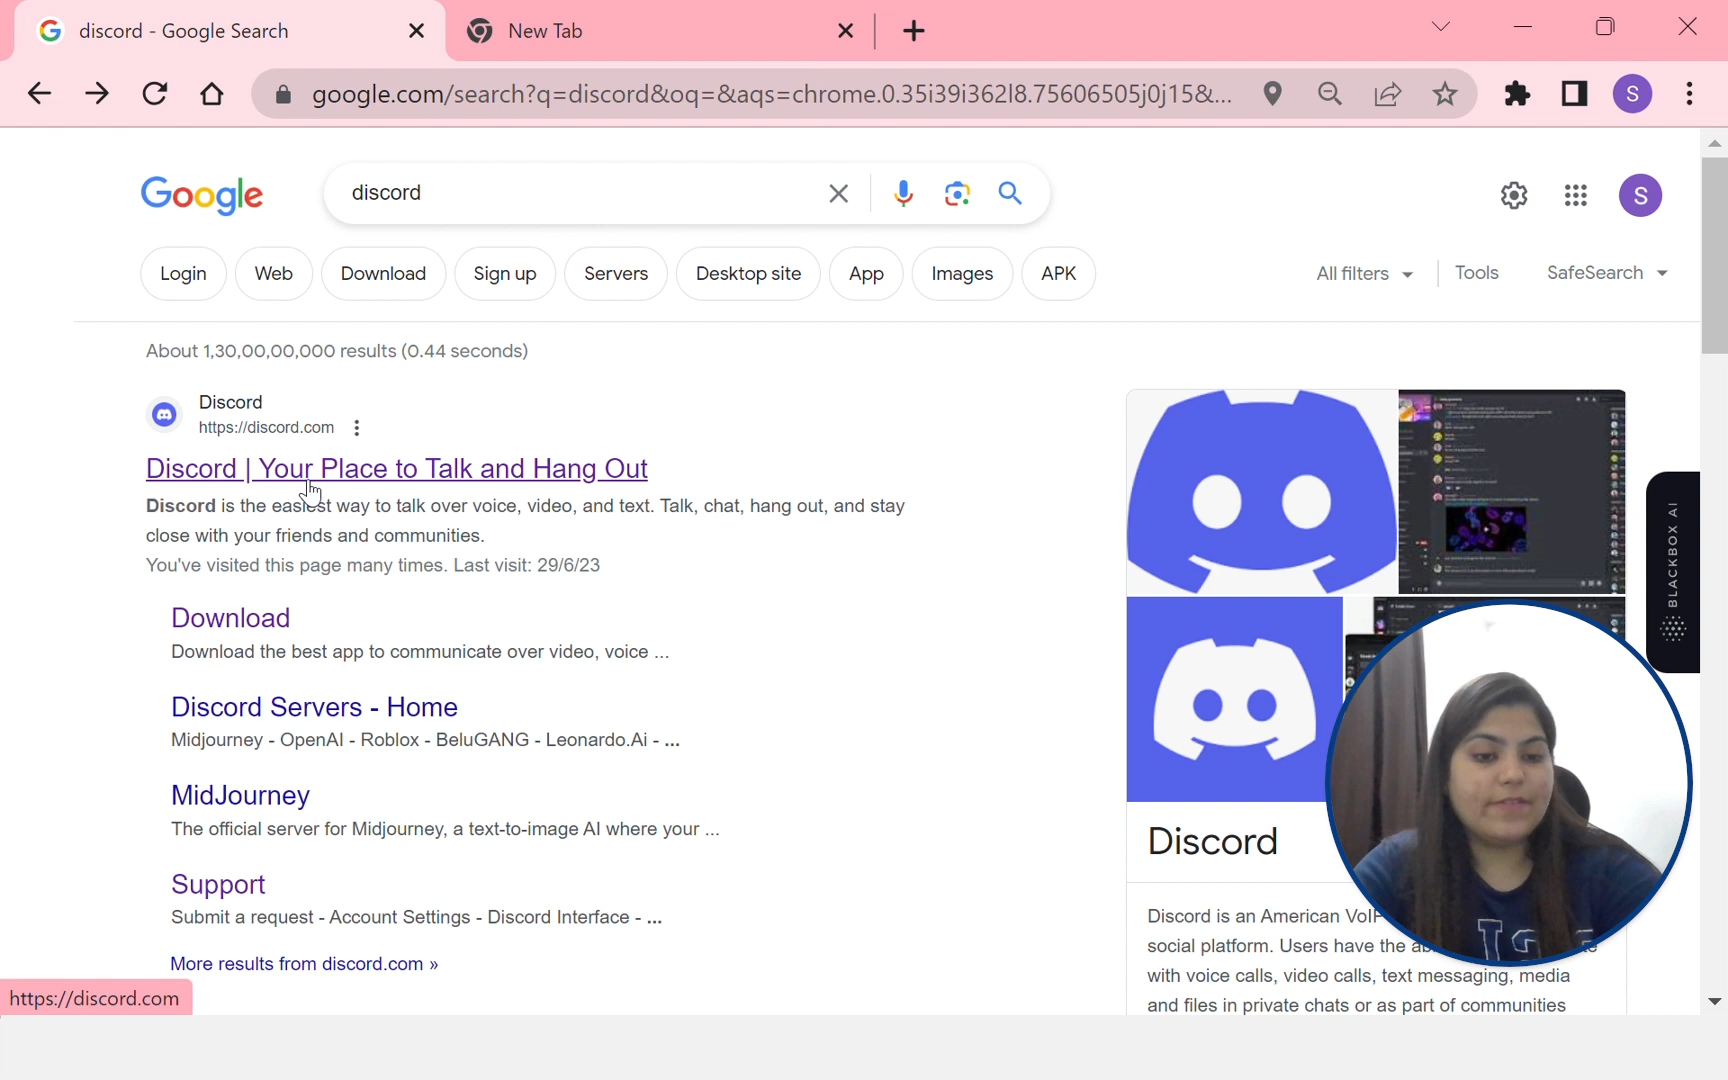 discord - Google Search
New Tab
google.com/search?q=discord&oq=&aqs=chrome.0.35i39i362l8.75606505j0j15&...
S
Google
discord
S
Login
Web
Download
Sign up
Servers
Desktop site
App
Images
APK
All filters
Tools
SafeSearch
About 1,30,00,00,000 results (0.44 seconds)
Discord
https://discord.com
Discord | Your Place to Talk and Hang Out
Discord is the easiest way to talk over voice, video, and text. Talk, chat, hang out, and stay
close with your friends and communities.
You've visited this page many times. Last visit: 29/6/23
Download
Download the best app to communicate over video, voice ...
Discord Servers - Home
Midjourney - OpenAI - Roblox - BeluGANG - Leonardo.Ai - ...
MidJourney
The official server for Midjourney, a text-to-image AI where your ...
Support
Submit a request - Account Settings - Discord Interface - ...
More results from discord.com »
https://discord.com
BLACKBOX AI
Discord
Discord is an American
social platform. Users have the
with voice calls, video calls, text messaging, media
and files in private chats or as part of communities